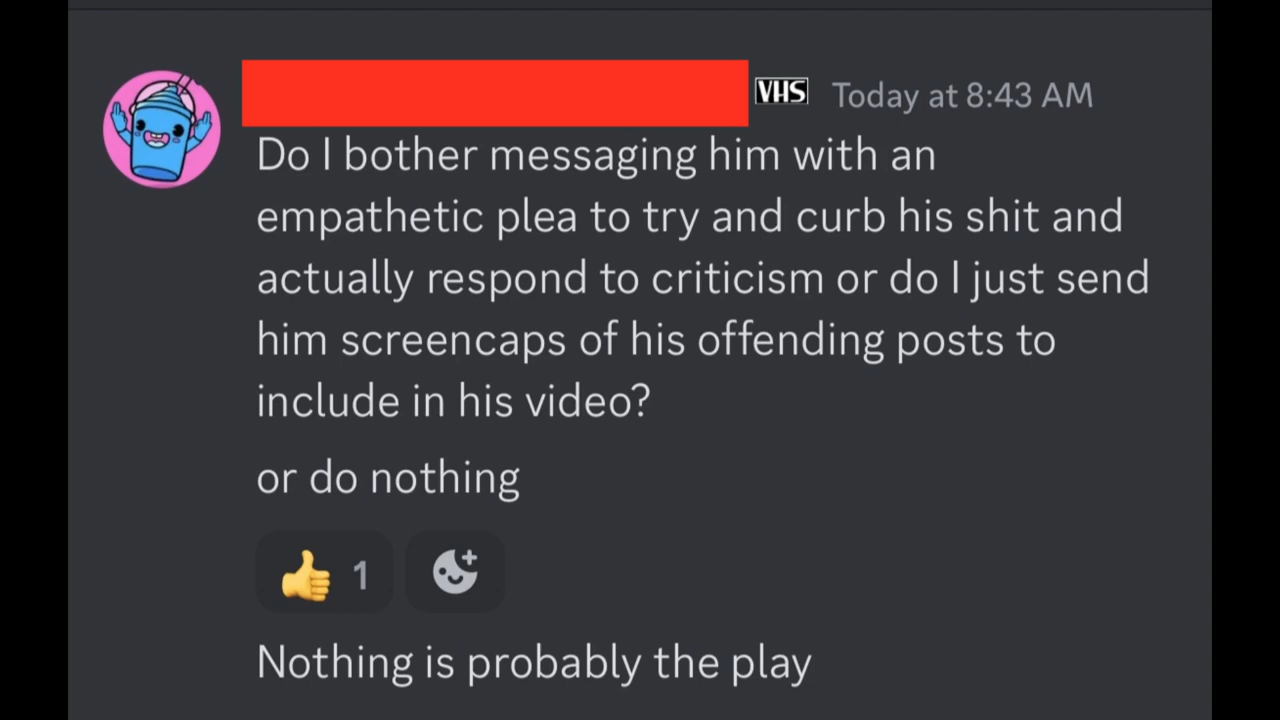 VHS Today at 8:43 AM
Do I bother messaging him with an
empathetic plea to try and curb his shit and
actually respond to criticism or do I just send
him screencaps of his offending posts to
include in his video?
or do nothing
👍 1
Nothing is probably the play